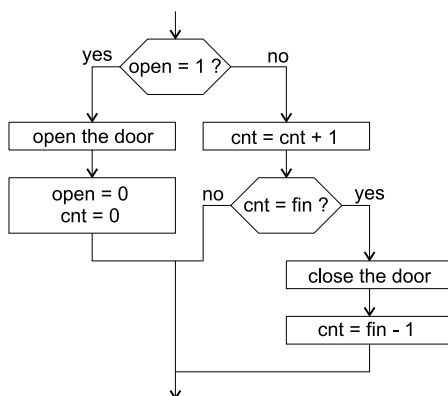 yes
open = 1 ?
no
open the door
cnt = cnt + 1
open = 0
cnt = 0
no
cnt = fin ?
yes
close the door
cnt = fin - 1